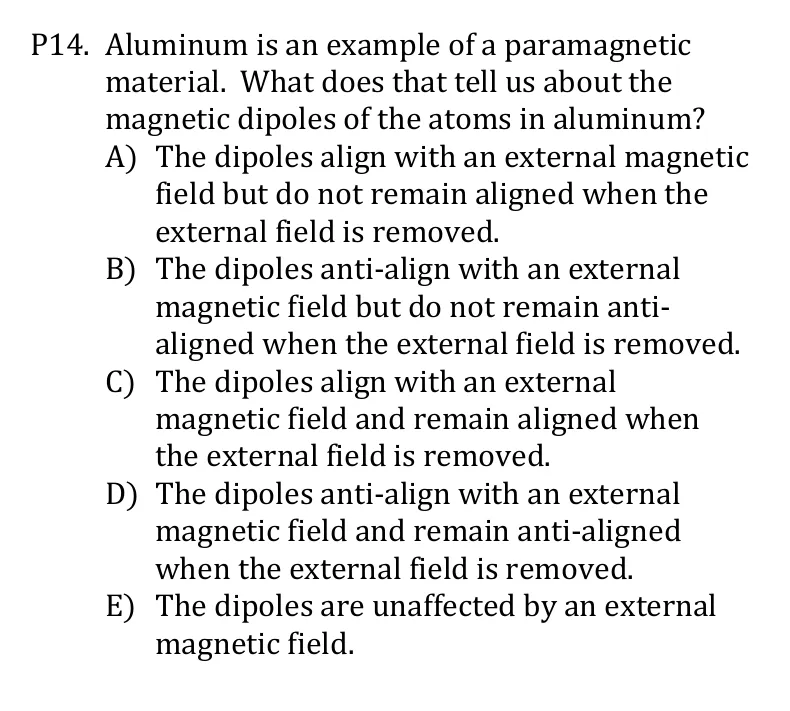 P14. Aluminum is an example of a paramagnetic
material. What does that tell us about the
magnetic dipoles of the atoms in aluminum?
A) The dipoles align with an external magnetic
field but do not remain aligned when the
external field is removed.
B) The dipoles anti-align with an external
magnetic field but do not remain anti-
aligned when the external field is removed.
C) The dipoles align with an external
magnetic field and remain aligned when
the external field is removed.
D) The dipoles anti-align with an external
magnetic field and remain anti-aligned
when the external field is removed.
E) The dipoles are unaffected by an external
magnetic field.